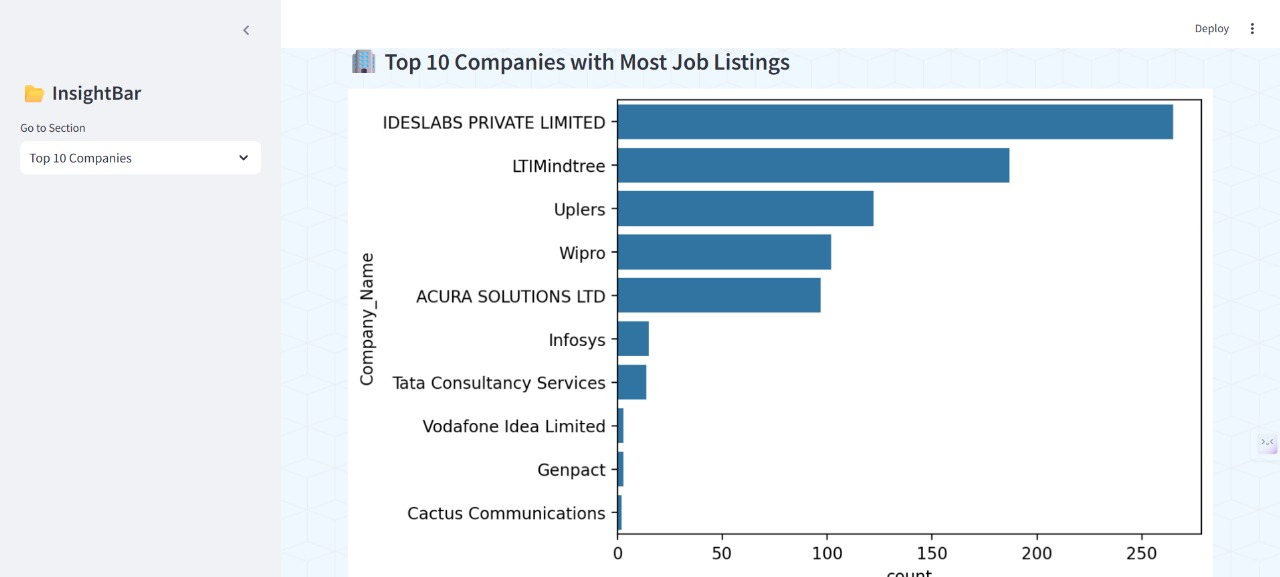 Deploy
InsightBar
Go to Section
Top 10 Companies
Top 10 Companies with Most Job Listings
Company_Name
IDESLABS PRIVATE LIMITED
LTIMindtree
Uplers
Wipro
ACURA SOLUTIONS LTD
Infosys
Tata Consultancy Services
Vodafone Idea Limited
Genpact
Cactus Communications
0 50 100 150 200 250
count